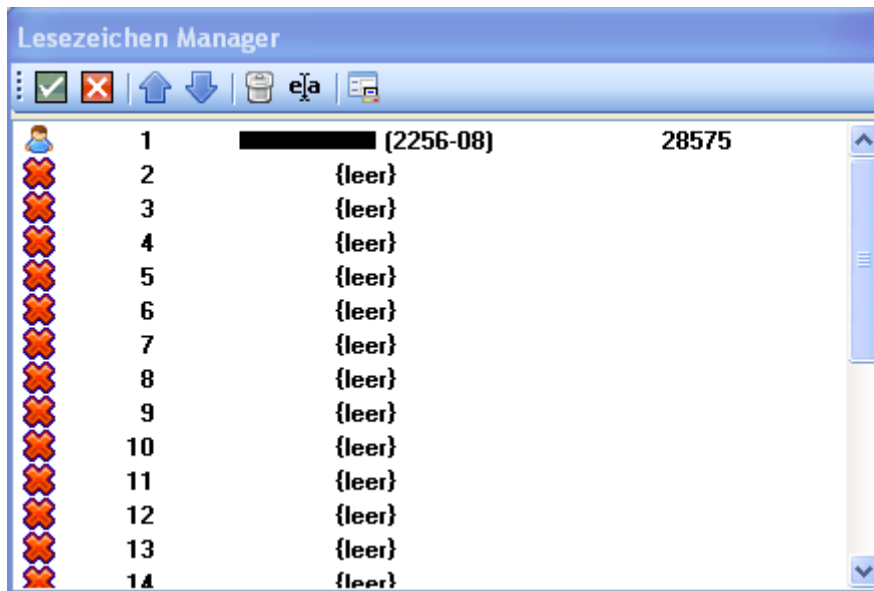 Lesezeichen Manager
eja
1 (2256-08) 28575
2 {leer}
3 {leer}
4 {leer}
5 {leer}
6 {leer}
7 {leer}
8 {leer}
9 {leer}
10 {leer}
11 {leer}
12 {leer}
13 {leer}
14 {leer}